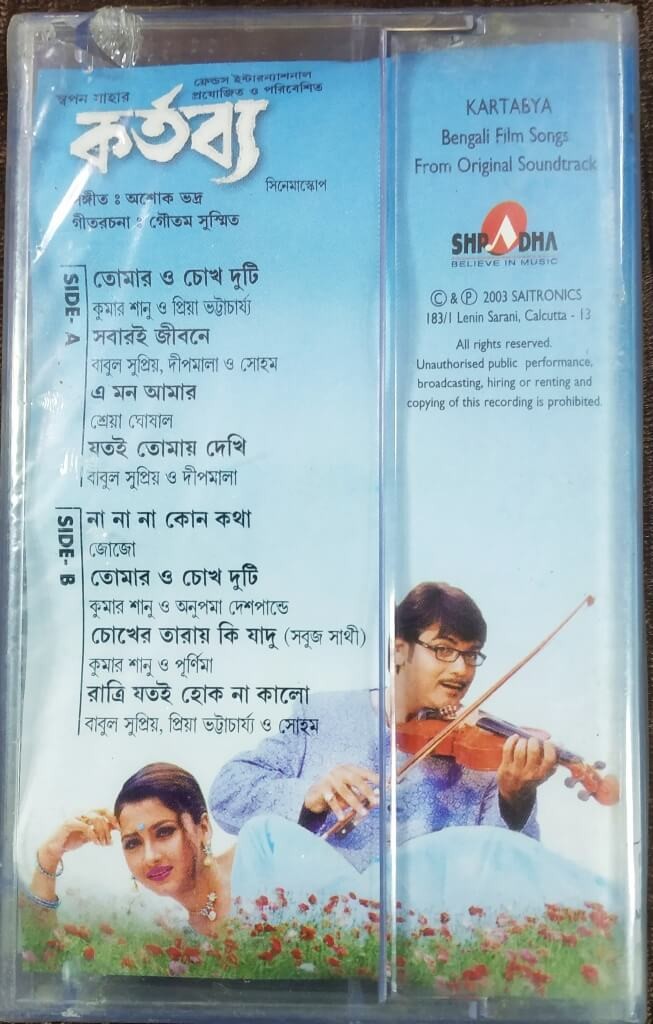 স্বপন সাহার
ফ্রেন্ডস ইন্টারন্যাশনাল
প্রযোজিত ও পরিবেশিত
কর্তব্য
সিনেমাস্কোপ
সঙ্গীত : অশোক ভদ্র
গীতরচনা : গৌতম সুস্মিত
SIDE- A
তোমার ও চোখ দুটি
কুমার শানু ও প্রিয়া ভট্টাচার্য্য
সবারই জীবনে
বাবুল সুপ্রিয়, দীপমালা ও সোহম
এ মন আমার
শ্রেয়া ঘোষাল
যতই তোমায় দেখি
বাবুল সুপ্রিয় ও দীপমালা
SIDE- B
না না না কোন কথা
জোজো
তোমার ও চোখ দুটি
কুমার শানু ও অনুপমা দেশপান্ডে
চোখের তারায় কি যাদু (সবুজ সাথী)
কুমার শানু ও পূর্ণিমা
রাত্রি যতই হোক না কালো
বাবুল সুপ্রিয়, প্রিয়া ভট্টাচার্য্য ও সোহম
KARTABYA
Bengali Film Songs
From Original Soundtrack
SHRADHA
BELIEVE IN MUSIC
© & ℗ 2003 SAITRONICS
183/1 Lenin Sarani, Calcutta - 13
All rights reserved.
Unauthorised public performance,
broadcasting, hiring or renting and
copying of this recording is prohibited.